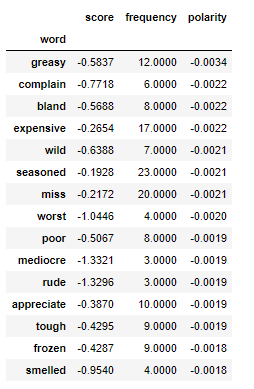 score frequency polarity
word
greasy -0.5837 12.0000 -0.0034
complain -0.7718 6.0000 -0.0022
bland -0.5688 8.0000 -0.0022
expensive -0.2654 17.0000 -0.0022
wild -0.6388 7.0000 -0.0021
seasoned -0.1928 23.0000 -0.0021
miss -0.2172 20.0000 -0.0021
worst -1.0446 4.0000 -0.0020
poor -0.5067 8.0000 -0.0019
mediocre -1.3321 3.0000 -0.0019
rude -1.3296 3.0000 -0.0019
appreciate -0.3870 10.0000 -0.0019
tough -0.4295 9.0000 -0.0019
frozen -0.4287 9.0000 -0.0018
smelled -0.9540 4.0000 -0.0018